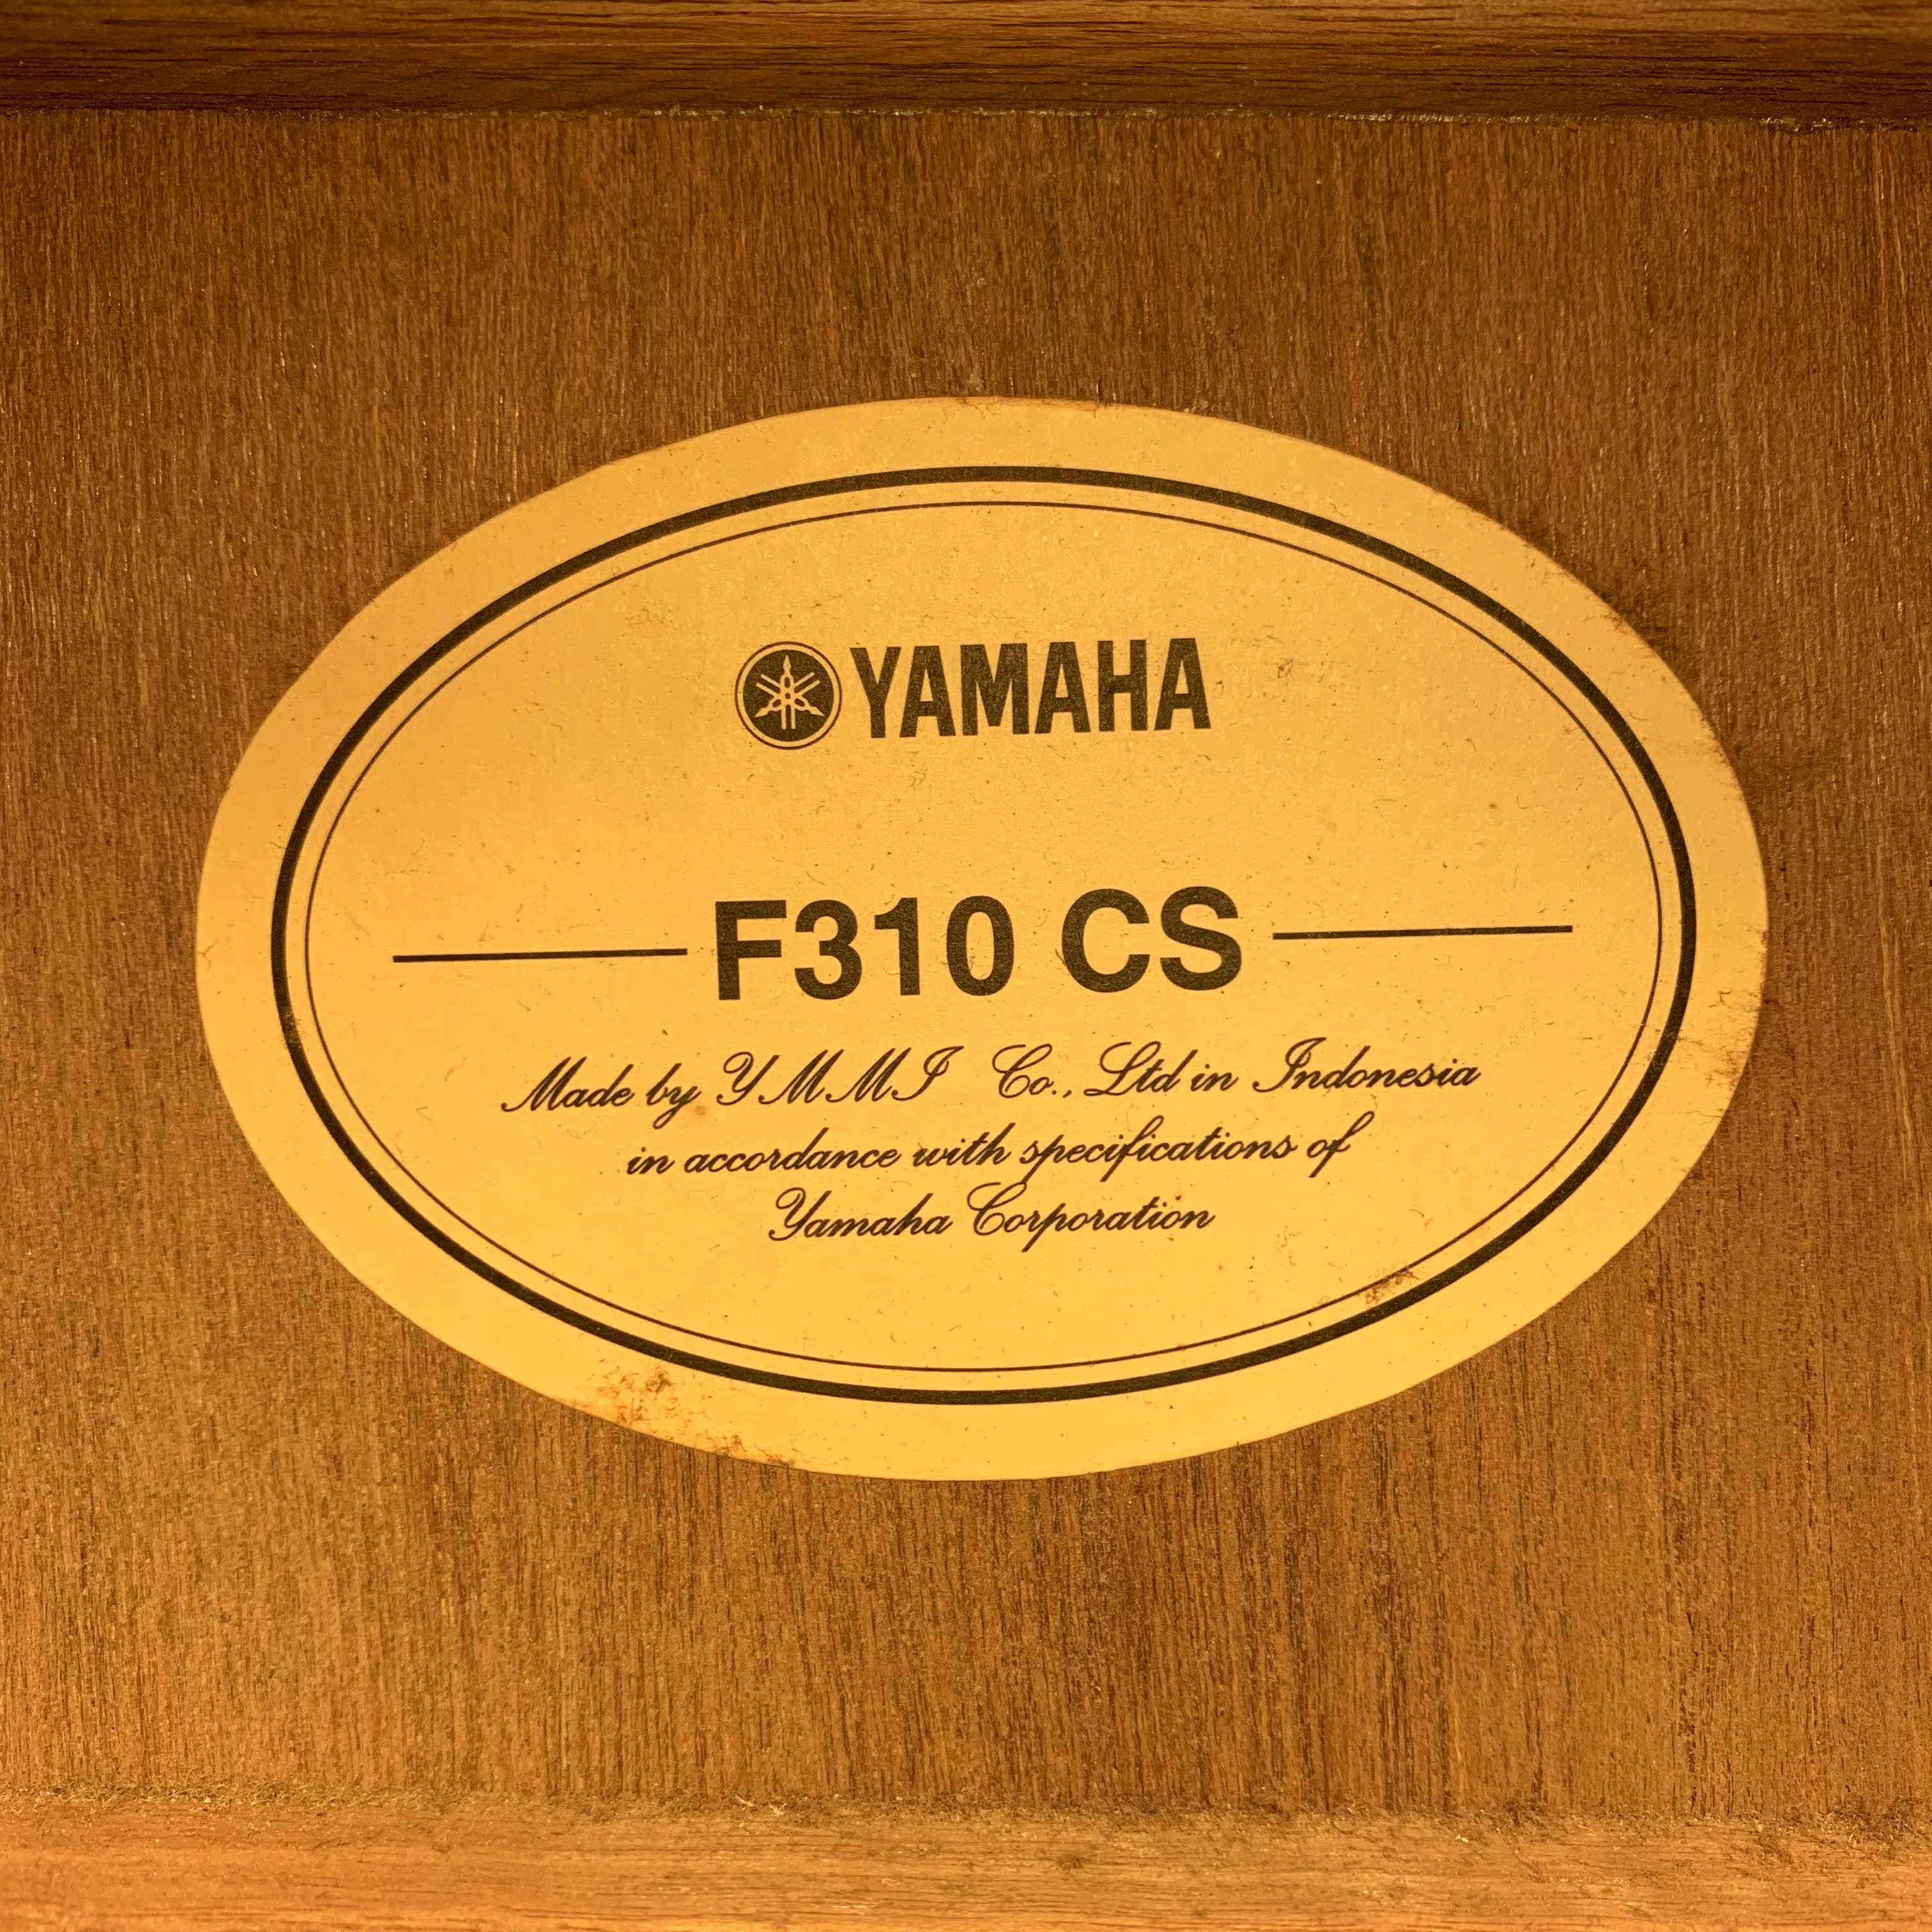 YAMAHA
F310 CS
Made by YMMI Co., Ltd in Indonesia
in accordance with specifications of
Yamaha Corporation